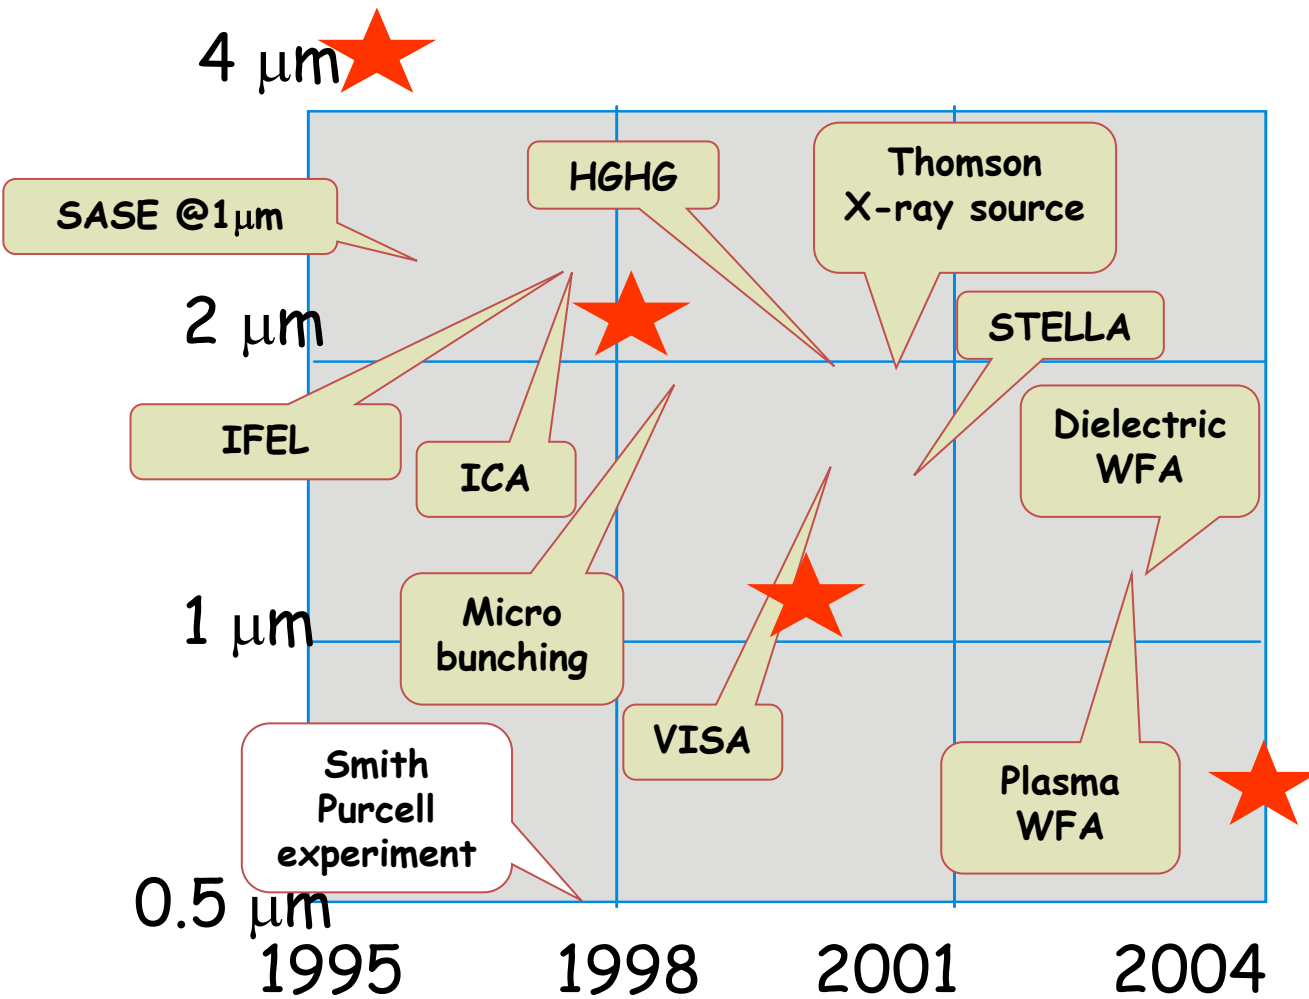 4 μm
HGHG
Thomson
X-ray source
SASE @1μm
2 μm
STELLA
IFEL
ICA
Dielectric
WFA
1 μm
Micro
bunching
VISA
Smith
Purcell
experiment
Plasma
WFA
0.5 μm
1995
1998
2001
2004